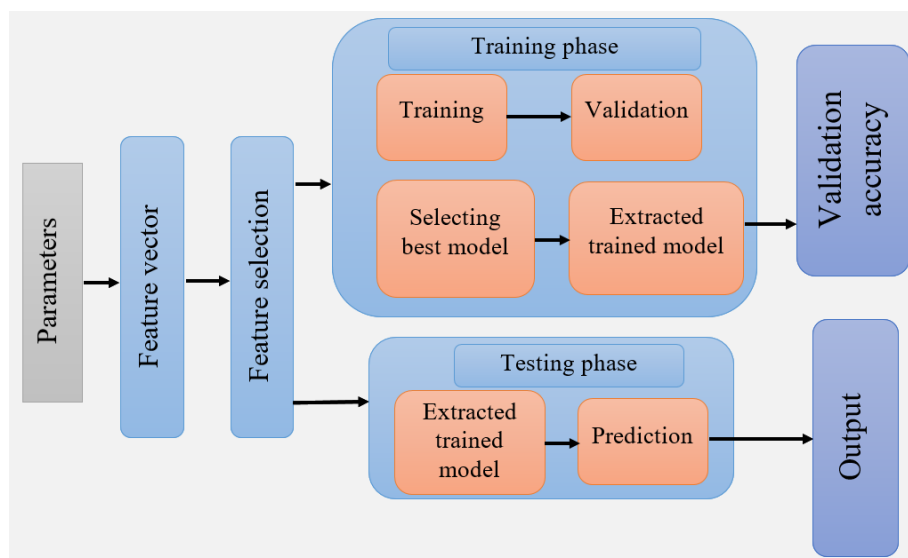 Parameters
Feature vector
Feature selection
Training phase
Training
Validation
Selecting
best model
Extracted
trained model
Validation
accuracy
Testing phase
Extracted
trained
model
Prediction
Output